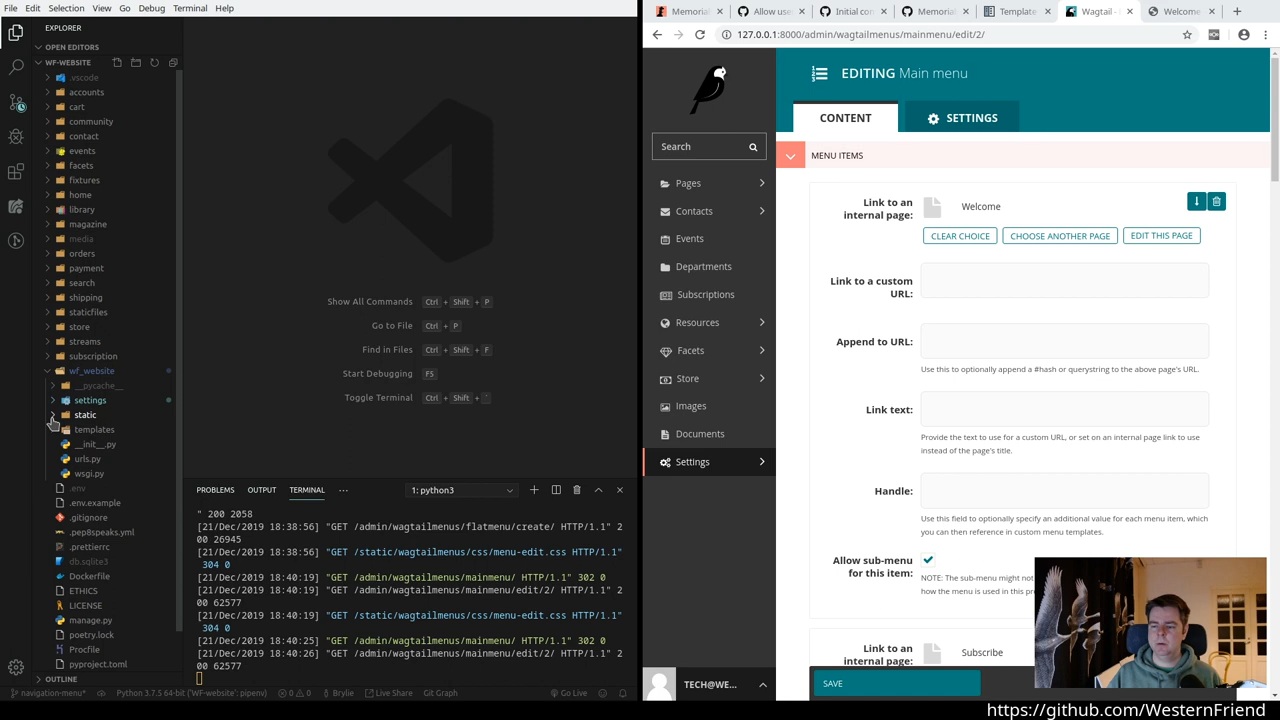 File Edit Selection View Go Debug Terminal Help
EXPLORER
OPEN EDITORS
WF-WEBSITE
.vscode
accounts
cart
community
contact
events
facets
fixtures
home
library
magazine
media
orders
payment
search
shipping
staticfiles
store
streams
subscription
wf_website
__pycache__
settings
static
templates
__init__.py
urls.py
wsgi.py
.env
.env.example
.gitignore
.pep8speaks.yml
.prettierrc
db.sqlite3
Dockerfile
ETHICS
LICENSE
manage.py
poetry.lock
Procfile
pyproject.toml
OUTLINE
Show All Commands Ctrl + Shift + P
Go to File Ctrl + P
Find in Files Ctrl + Shift + F
Start Debugging F5
Toggle Terminal Ctrl + Shift + `
PROBLEMS OUTPUT TERMINAL ··· 1: python3
" 200 2058
[21/Dec/2019 18:38:56] "GET /admin/wagtailmenus/flatmenu/create/ HTTP/1.1" 2
00 26945
[21/Dec/2019 18:38:56] "GET /static/wagtailmenus/css/menu-edit.css HTTP/1.1"
304 0
[21/Dec/2019 18:40:19] "GET /admin/wagtailmenus/mainmenu/ HTTP/1.1" 302 0
[21/Dec/2019 18:40:19] "GET /admin/wagtailmenus/mainmenu/edit/2/ HTTP/1.1" 2
00 62577
[21/Dec/2019 18:40:19] "GET /static/wagtailmenus/css/menu-edit.css HTTP/1.1"
304 0
[21/Dec/2019 18:40:25] "GET /admin/wagtailmenus/mainmenu/ HTTP/1.1" 302 0
[21/Dec/2019 18:40:26] "GET /admin/wagtailmenus/mainmenu/edit/2/ HTTP/1.1" 2
00 62577
navigation-menu* Python 3.7.5 64-bit ('WF-website': pipenv) 0 0 Brylie Live Share Git Graph Go Live
Memorial Allow use Initial co Memorial Template Wagtail - Welcome
127.0.0.1:8000/admin/wagtailmenus/mainmenu/edit/2/
Search
Pages
Contacts
Events
Departments
Subscriptions
Resources
Facets
Store
Images
Documents
Settings
TECH@WE...
EDITING Main menu
CONTENT SETTINGS
MENU ITEMS
Link to an internal page: Welcome
CLEAR CHOICE CHOOSE ANOTHER PAGE EDIT THIS PAGE
Link to a custom URL:
Append to URL:
Use this to optionally append a #hash or querystring to the above page's URL.
Link text:
Provide the text to use for a custom URL, or set on an internal page link to use
instead of the page's title.
Handle:
Use this field to optionally specify an additional value for each menu item, which
you can then reference in custom menu templates.
Allow sub-menu for this item:
NOTE: The sub-menu might not
how the menu is used in this
Link to an internal page: Subscribe
SAVE
https://github.com/WesternFriend